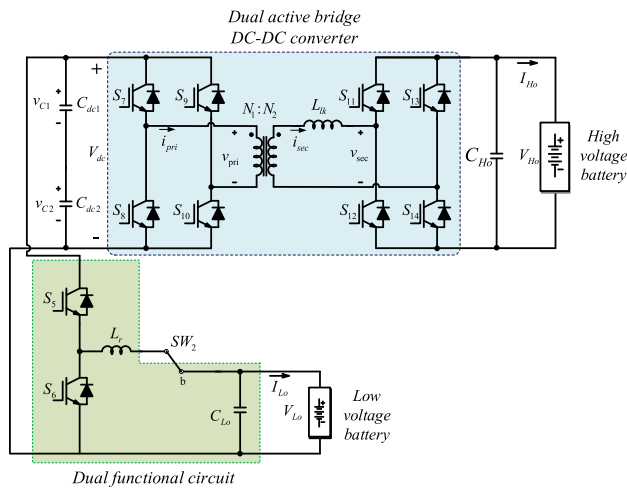 Dual active bridge
DC-DC converter
+
S7
S9
N1 : N2
Llk
S11
S13
IHo
+
vC1
-
Cdc1
Vdc
ipri
+
vpri
-
isec
+
vsec
-
CHo
VHo
+
-
High
voltage
battery
+
vC2
-
Cdc2
-
S8
S10
S12
S14
S5
Lr
SW2
b
S6
ILo
CLo
VLo
+
-
Low
voltage
battery
Dual functional circuit